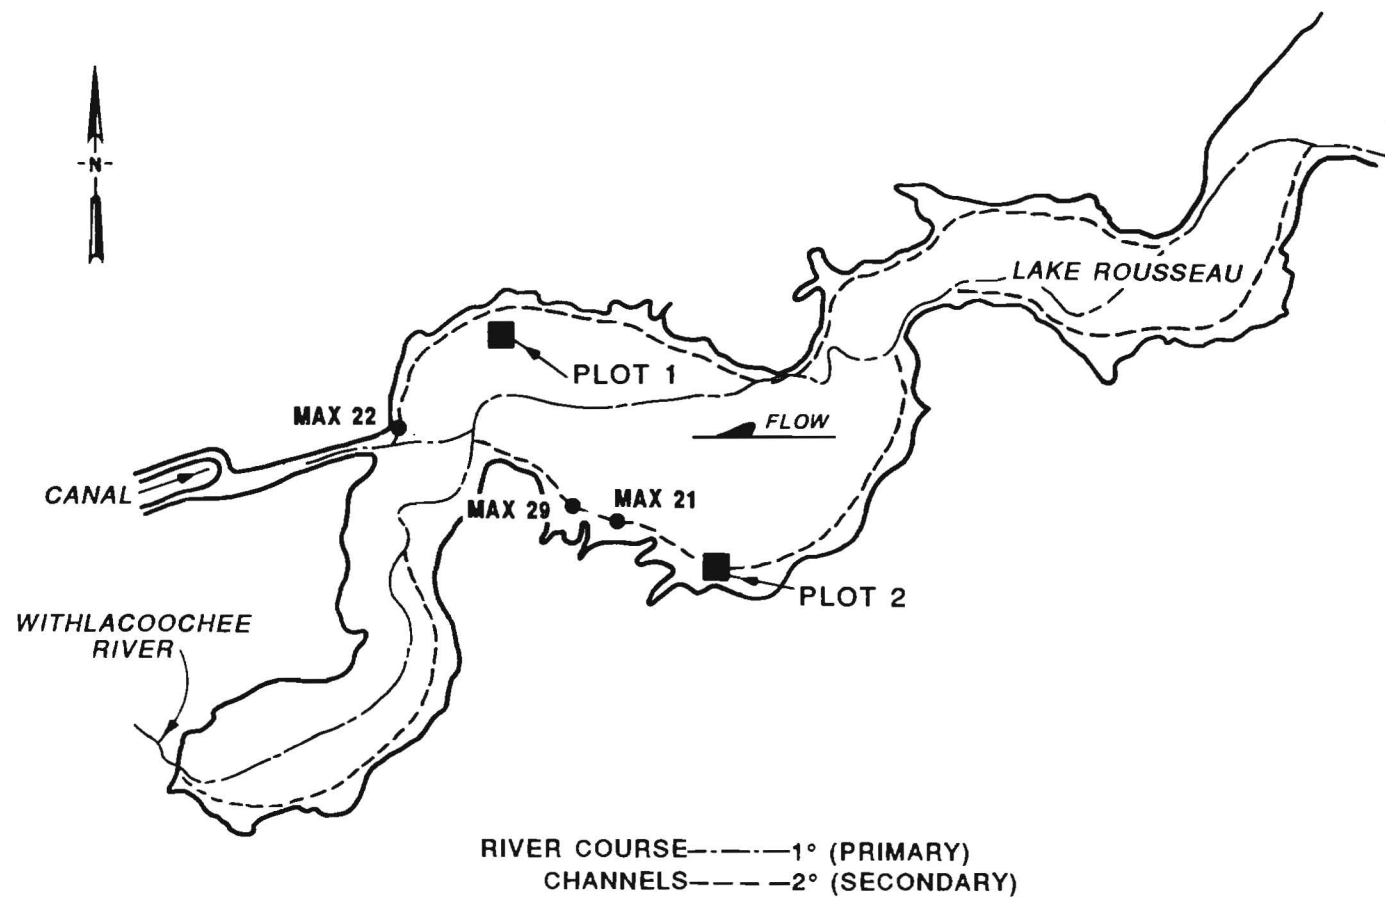 -N-
LAKE ROUSSEAU
PLOT 1
MAX 22
FLOW
CANAL
MAX 29
MAX 21
PLOT 2
WITHLACOOCHEE
RIVER
RIVER COURSE 1° (PRIMARY)
CHANNELS 2° (SECONDARY)